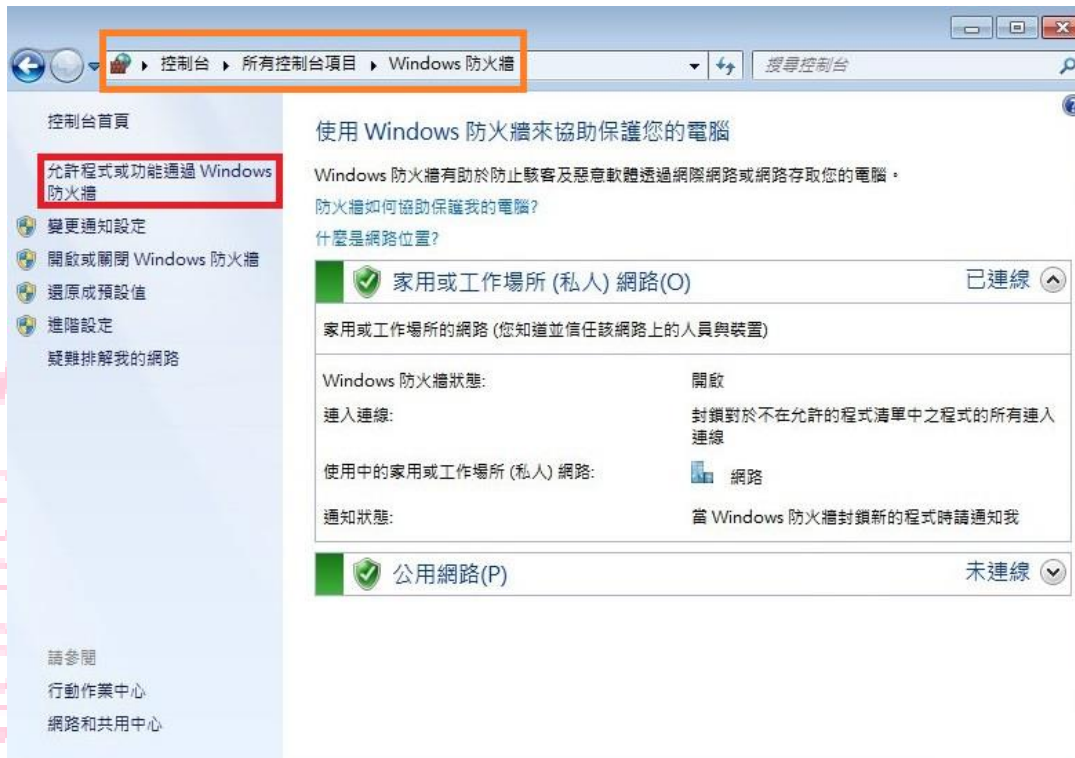 控制台 ▸ 所有控制台項目 ▸ Windows 防火牆
搜尋控制台
控制台首頁
允許程式或功能通過 Windows
防火牆
變更通知設定
開啟或關閉 Windows 防火牆
還原成預設值
進階設定
疑難排解我的網路
請參閱
行動作業中心
網路和共用中心
使用 Windows 防火牆來協助保護您的電腦
Windows 防火牆有助於防止駭客及惡意軟體透過網際網路或網路存取您的電腦。
防火牆如何協助保護我的電腦?
什麼是網路位置?
家用或工作場所 (私人) 網路(O) 已連線
家用或工作場所的網路 (您知道並信任該網路上的人員與裝置)
Windows 防火牆狀態: 開啟
連入連線: 封鎖對於不在允許的程式清單中之程式的所有連入
連線
使用中的家用或工作場所 (私人) 網路: 網路
通知狀態: 當 Windows 防火牆封鎖新的程式時請通知我
公用網路(P) 未連線